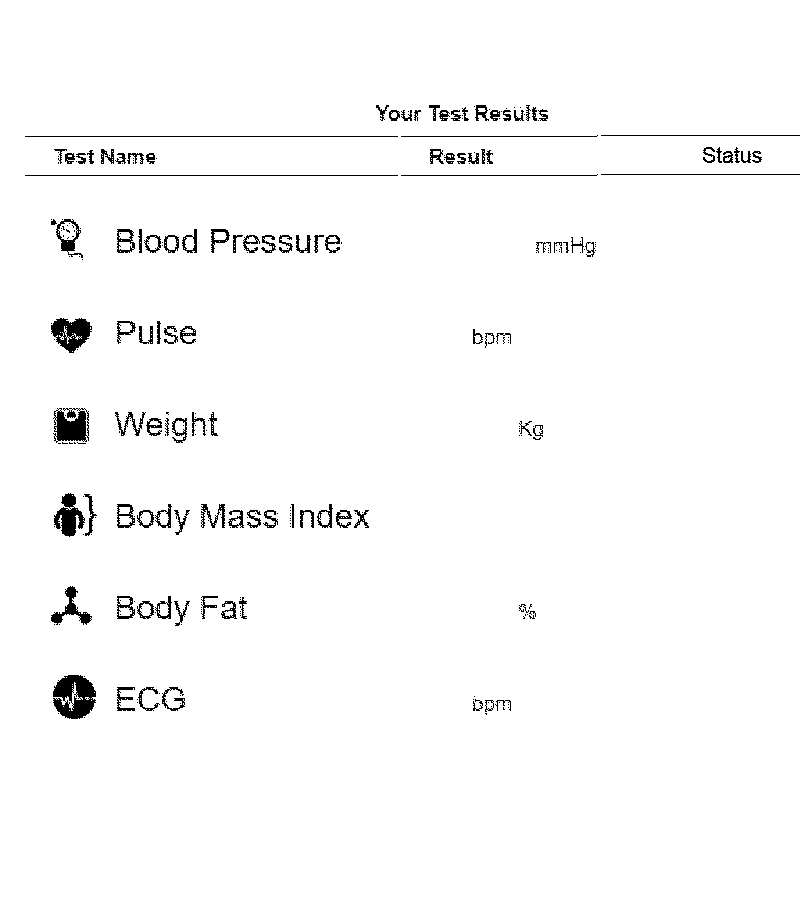 Your Test Results
Test Name Result Status
Blood Pressure mmHg
Pulse bpm
Weight Kg
Body Mass Index
Body Fat %
ECG bpm